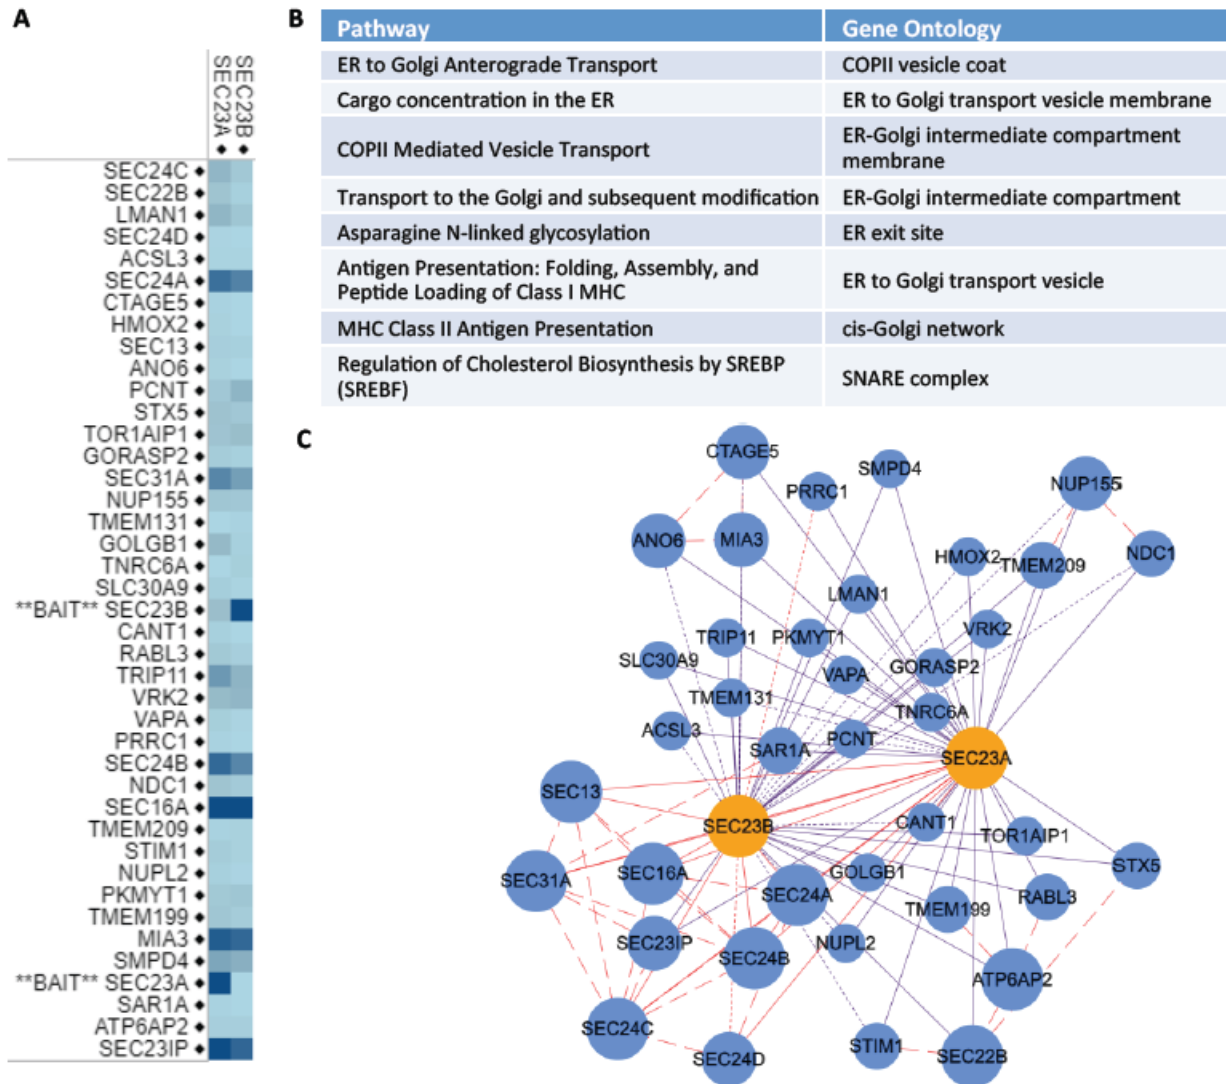 A
SEC23A
SEC23B
SEC24C
SEC22B
LMAN1
SEC24D
ACSL3
SEC24A
CTAGE5
HMOX2
SEC13
ANO6
PCNT
STX5
TOR1AIP1
GORASP2
SEC31A
NUP155
TMEM131
GOLGB1
TNRC6A
SLC30A9
**BAIT** SEC23B
CANT1
RABL3
TRIP11
VRK2
VAPA
PRRC1
SEC24B
NDC1
SEC16A
TMEM209
STIM1
NUPL2
PKMYT1
TMEM199
MIA3
SMPD4
**BAIT** SEC23A
SAR1A
ATP6AP2
SEC23IP
B
Pathway Gene Ontology
ER to Golgi Anterograde Transport COPII vesicle coat
Cargo concentration in the ER ER to Golgi transport vesicle membrane
COPII Mediated Vesicle Transport ER-Golgi intermediate compartment
membrane
Transport to the Golgi and subsequent modification ER-Golgi intermediate compartment
Asparagine N-linked glycosylation ER exit site
Antigen Presentation: Folding, Assembly, and
Peptide Loading of Class I MHC ER to Golgi transport vesicle
MHC Class II Antigen Presentation cis-Golgi network
Regulation of Cholesterol Biosynthesis by SREBP
(SREBF) SNARE complex
C
CTAGE5
SMPD4
PRRC1
NUP155
ANO6
MIA3
HMOX2
TMEM209
NDC1
LMAN1
TRIP11
PKMYT1
VRK2
SLC30A9
VAPA
GORASP2
TMEM131
TNRC6A
ACSL3
SAR1A
PCNT
SEC23A
SEC13
SEC23B
CANT1
TOR1AIP1
SEC31A
SEC16A
SEC24A
GOLGB1
STX5
TMEM199
RABL3
SEC23IP
SEC24B
NUPL2
ATP6AP2
SEC24C
SEC24D
STIM1
SEC22B